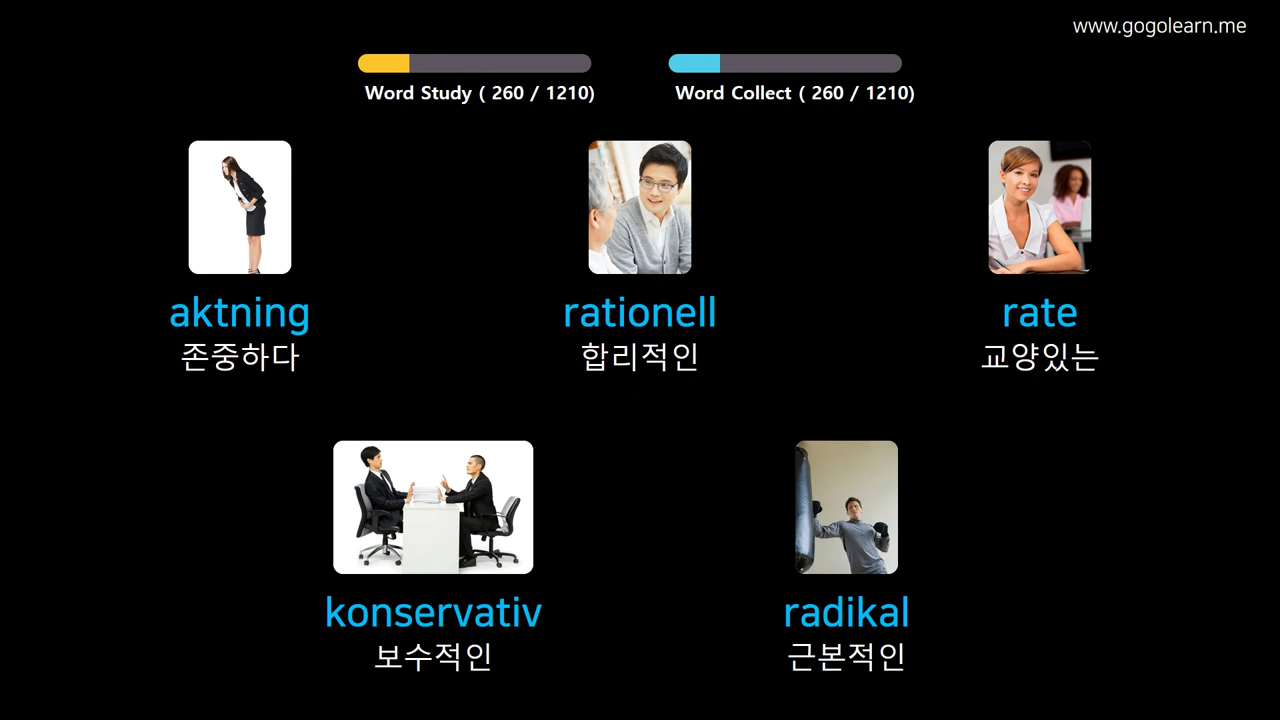 www.gogolearn.me
Word Study ( 260 / 1210)
Word Collect ( 260 / 1210)
aktning
존중하다
rationell
합리적인
rate
교양있는
konservativ
보수적인
radikal
근본적인